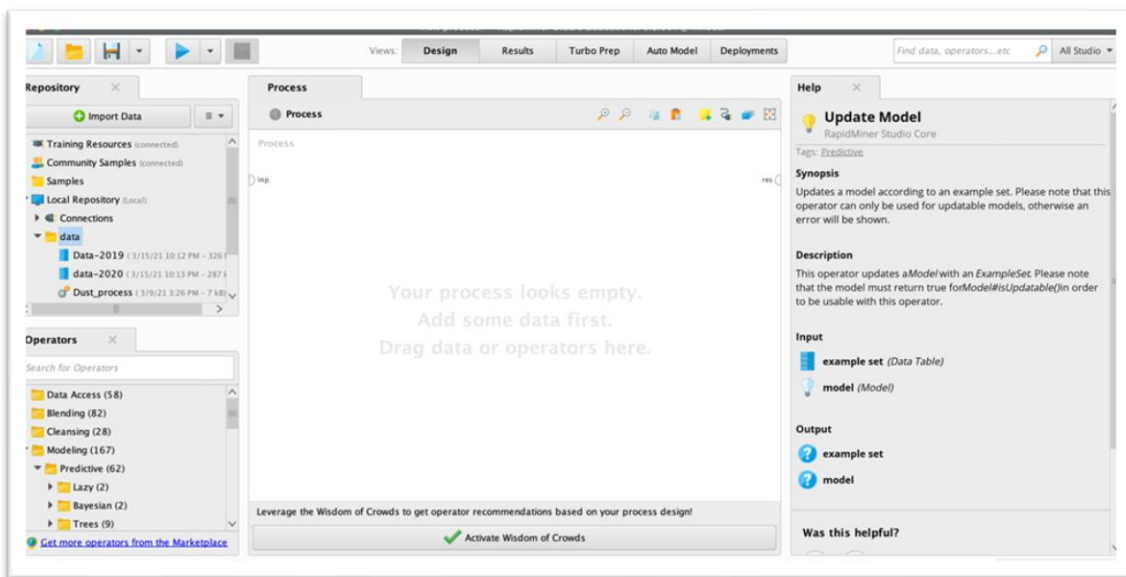 Views:
Design
Results
Turbo Prep
Auto Model
Deployments
Find data, operators...etc
All Studio
Repository
Import Data
Training Resources (connected)
Community Samples (connected)
Samples
Local Repository (Local)
Connections
data
Data-2019 (3/15/21 10:12 PM - 326
data-2020 (3/15/21 10:13 PM - 287
Dust_process (3/9/21 3:26 PM - 7 kB)
Operators
Search for Operators
Data Access (58)
Blending (82)
Cleansing (28)
Modeling (167)
Predictive (62)
Lazy (2)
Bayesian (2)
Trees (9)
Get more operators from the Marketplace
Process
Process
Process
inp
res
Your process looks empty.
Add some data first.
Drag data or operators here.
Leverage the Wisdom of Crowds to get operator recommendations based on your process design!
Activate Wisdom of Crowds
Help
Update Model
RapidMiner Studio Core
Tags: Predictive
Synopsis
Updates a model according to an example set. Please note that this
operator can only be used for updatable models, otherwise an
error will be shown.
Description
This operator updates aModel with an ExampleSet. Please note
that the model must return true forModel#isUpdatable()in order
to be usable with this operator.
Input
example set (Data Table)
model (Model)
Output
example set
model
Was this helpful?